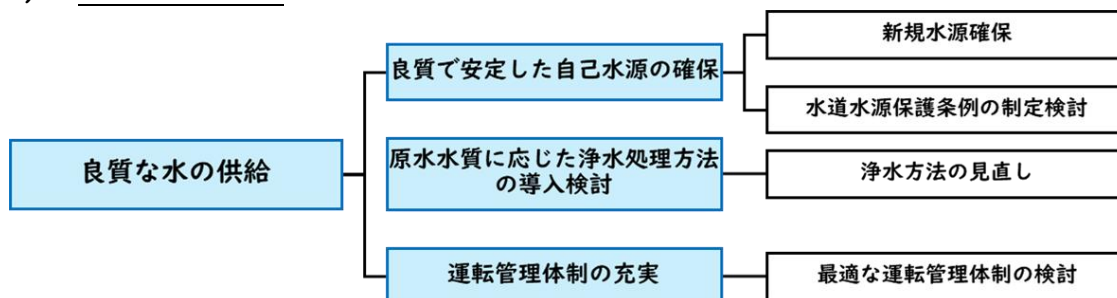 良質な水の供給
良質で安定した自己水源の確保
新規水源確保
水道水源保護条例の制定検討
原水水質に応じた浄水処理方法
の導入検討
浄水方法の見直し
運転管理体制の充実
最適な運転管理体制の検討